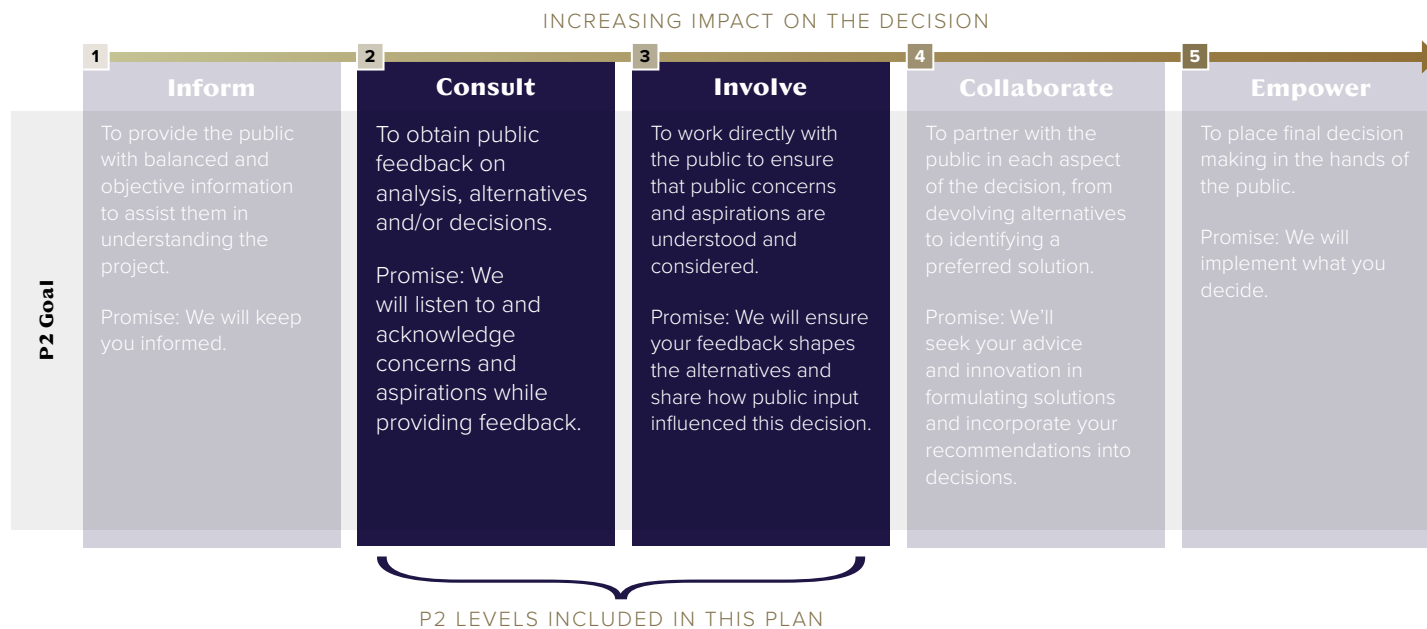 INCREASING IMPACT ON THE DECISION
1
Inform
To provide the public
with balanced and
objective information
to assist them in
understanding the
project.
Promise: We will keep
you informed.
2
Consult
To obtain public
feedback on
analysis, alternatives
and/or decisions.
Promise: We
will listen to and
acknowledge
concerns and
aspirations while
providing feedback.
3
Involve
To work directly with
the public to ensure
that public concerns
and aspirations are
understood and
considered.
Promise: We will ensure
your feedback shapes
the alternatives and
share how public input
influenced this decision.
4
Collaborate
To partner with the
public in each aspect
of the decision, from
devolving alternatives
to identifying a
preferred solution.
Promise: We'll
seek your advice
and innovation in
formulating solutions
and incorporate your
recommendations into
decisions.
5
Empower
To place final decision
making in the hands of
the public.
Promise: We will
implement what you
decide.
P2 Goal
P2 LEVELS INCLUDED IN THIS PLAN